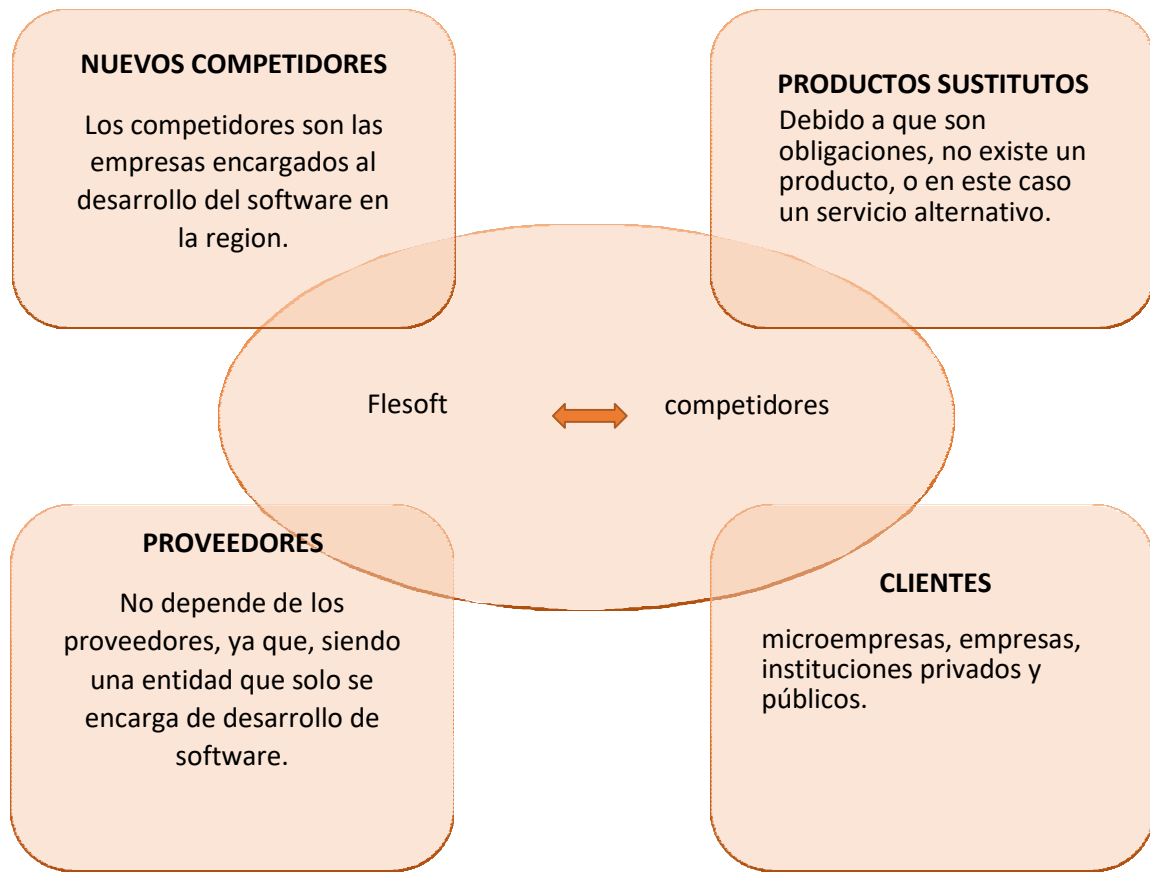 NUEVOS COMPETIDORES
Los competidores son las
empresas encargados al
desarrollo del software en
la region.
PRODUCTOS SUSTITUTOS
Debido a que son
obligaciones, no existe un
producto, o en este caso
un servicio alternativo.
Flesoft
competidores
PROVEEDORES
No depende de los
proveedores, ya que, siendo
una entidad que solo se
encarga de desarrollo de
software.
CLIENTES
microempresas, empresas,
instituciones privados y
públicos.